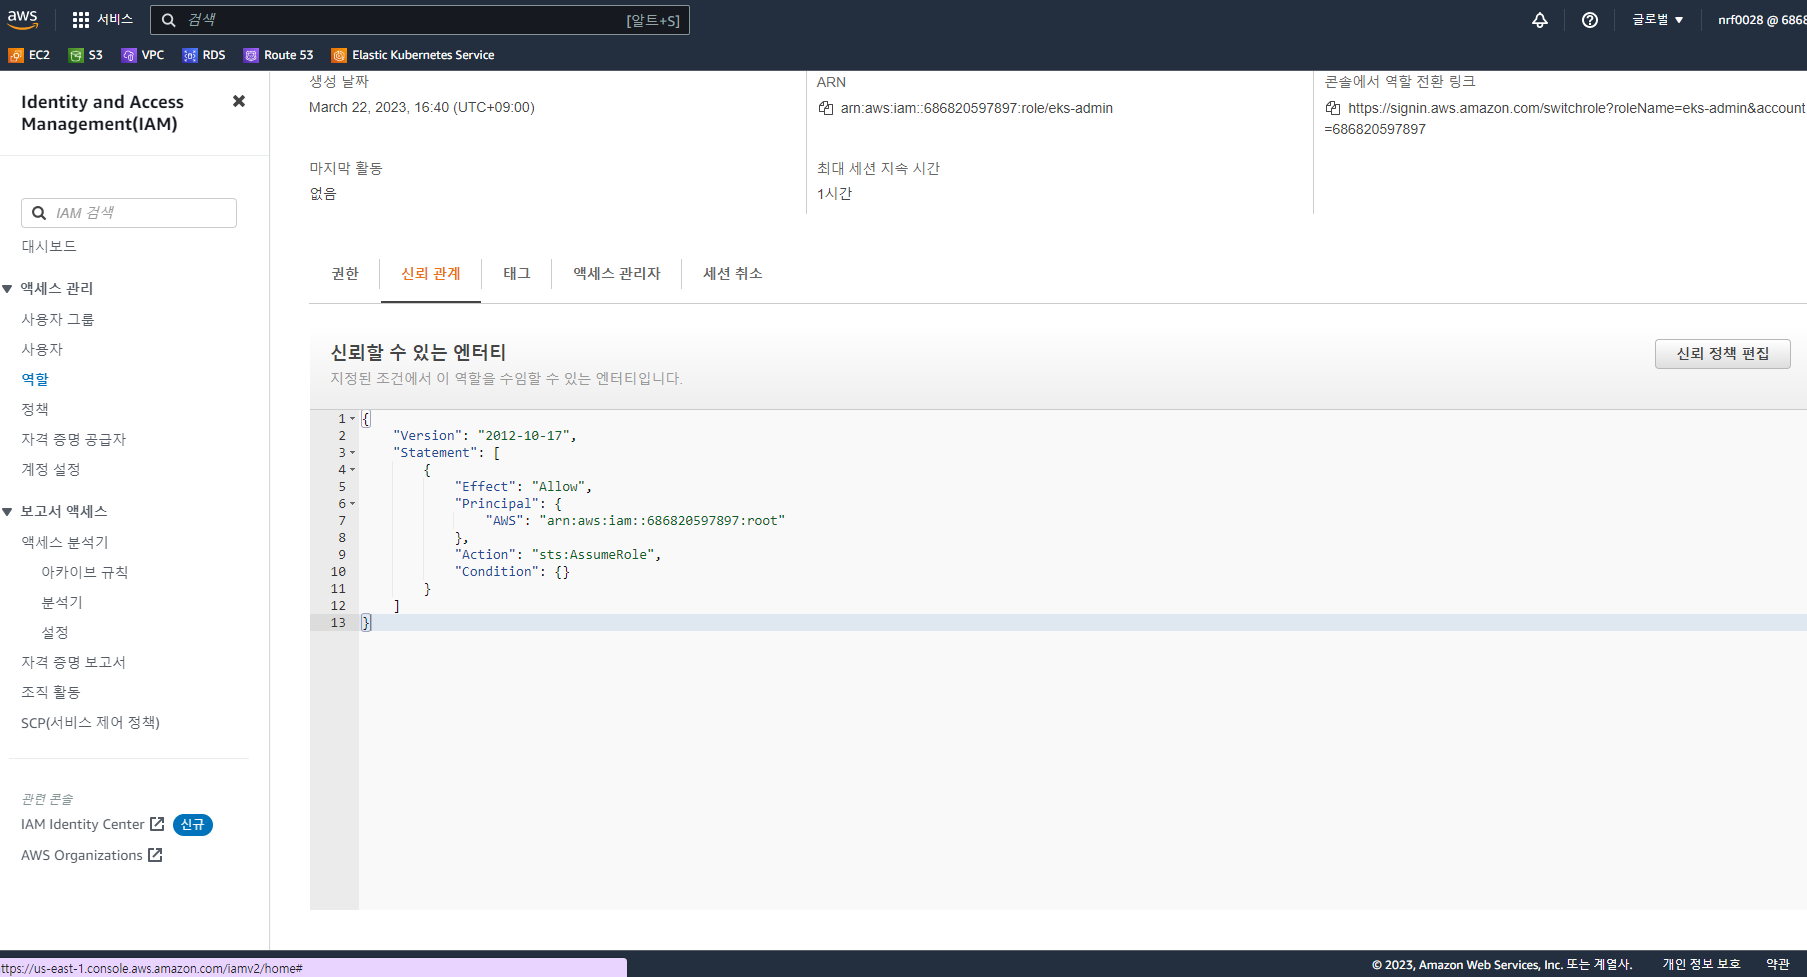 aws
서비스
검색
[알트+S]
글로벌 ▼
nrf0028 @ 6868
EC2
S3
VPC
RDS
Route 53
Elastic Kubernetes Service
Identity and Access
Management(IAM)
IAM 검색
대시보드
액세스 관리
사용자 그룹
사용자
역할
정책
자격 증명 공급자
계정 설정
보고서 액세스
액세스 분석기
아카이브 규칙
분석기
설정
자격 증명 보고서
조직 활동
SCP(서비스 제어 정책)
관련 콘솔
IAM Identity Center
신규
AWS Organizations
생성 날짜
March 22, 2023, 16:40 (UTC+09:00)
ARN
arn:aws:iam::686820597897:role/eks-admin
콘솔에서 역할 전환 링크
https://signin.aws.amazon.com/switchrole?roleName=eks-admin&account
=686820597897
마지막 활동
없음
최대 세션 지속 시간
1시간
권한
신뢰 관계
태그
액세스 관리자
세션 취소
신뢰할 수 있는 엔터티
지정된 조건에서 이 역할을 수임할 수 있는 엔터티입니다.
신뢰 정책 편집
1 {
2 "Version": "2012-10-17",
3 "Statement": [
4 {
5 "Effect": "Allow",
6 "Principal": {
7 "AWS": "arn:aws:iam::686820597897:root"
8 },
9 "Action": "sts:AssumeRole",
10 "Condition": {}
11 }
12 ]
13 }
ttps://us-east-1.console.aws.amazon.com/iamv2/home#
© 2023, Amazon Web Services, Inc. 또는 계열사.
개인 정보 보호
약관